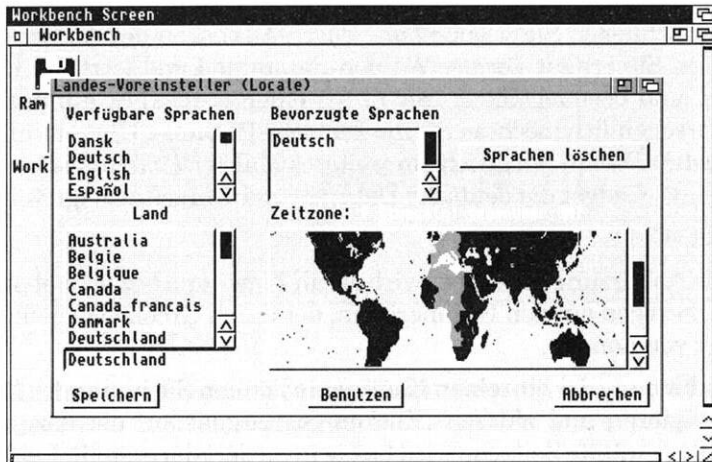 Workbench Screen
Workbench
Landes-Voreinsteller (Locale)
Ram
Work
Verfügbare Sprachen
Dansk
Deutsch
English
Español
Bevorzugte Sprachen
Deutsch
Sprachen löschen
Land
Australia
Belgie
Belgique
Canada
Canada_francais
Danmark
Deutschland
Deutschland
Zeitzone:
Speichern
Benutzen
Abbrechen